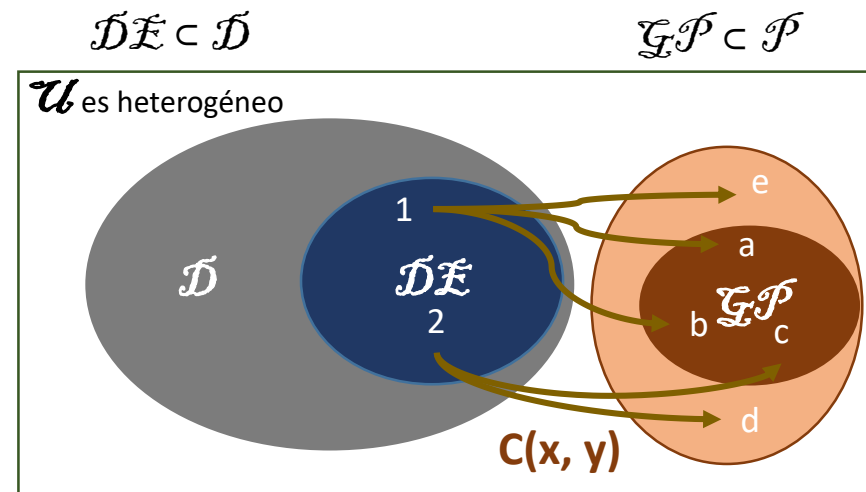 DE ⊂ D
GP ⊂ P
U es heterogéneo
1
e
a
D
DE
GP
2
b
c
d
C(x, y)